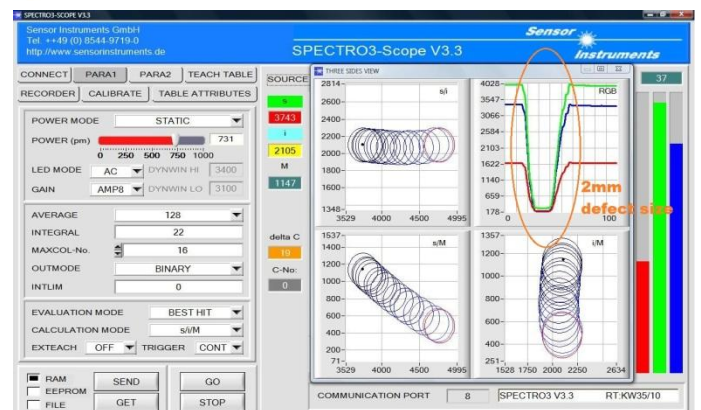 SPECTRO3-SCOPE V3.3
Sensor Instruments GmbH
Tel. ++49 (0) 8544-9719-0
http://www.sensorinstruments.de
SPECTRO3-Scope V3.3
Sensor
Instruments
CONNECT PARA1 PARA2 TEACH TABLE
RECORDER CALIBRATE TABLE ATTRIBUTES
POWER MODE STATIC
POWER (pm) 731
0 250 500 750 1000
LED MODE AC DYNWIN HI 3400
GAIN AMP8 DYNWIN LO 3100
AVERAGE 128
INTEGRAL 22
MAXCOL-No. 16
OUTMODE BINARY
INTLIM 0
EVALUATION MODE BEST HIT
CALCULATION MODE s/i/M
EXTEACH OFF TRIGGER CONT
RAM
EEPROM
FILE
SEND GO
GET STOP
SOURCE
s
3743
i
2105
M
1147
delta C
19
C-No:
0
THREE SIDES VIEW
s/i
2814
2600
2400
2200
2000
1800
1600
1348
3529 4000 4500 4995
RGB
4028
3547
3066
2584
2103
1622
1140
659
178
0 100
2mm
defect size
s/M
1537
1400
1200
1000
800
600
400
200
71
3529 4000 4500 4995
i/M
1357
1200
1000
800
600
400
251
1528 1750 2000 2250 2634
37
COMMUNICATION PORT 8 SPECTRO3 V3.3 RT:KW35/10